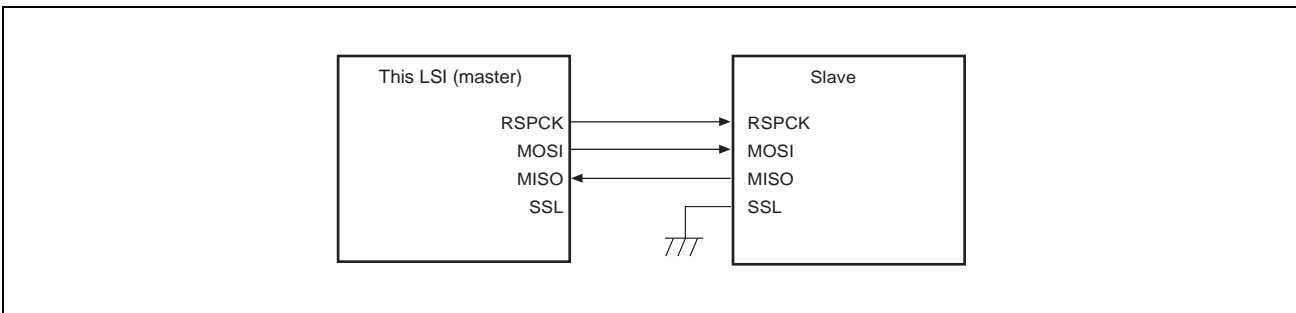 This LSI (master)
Slave
RSPCK
RSPCK
MOSI
MOSI
MISO
MISO
SSL
SSL